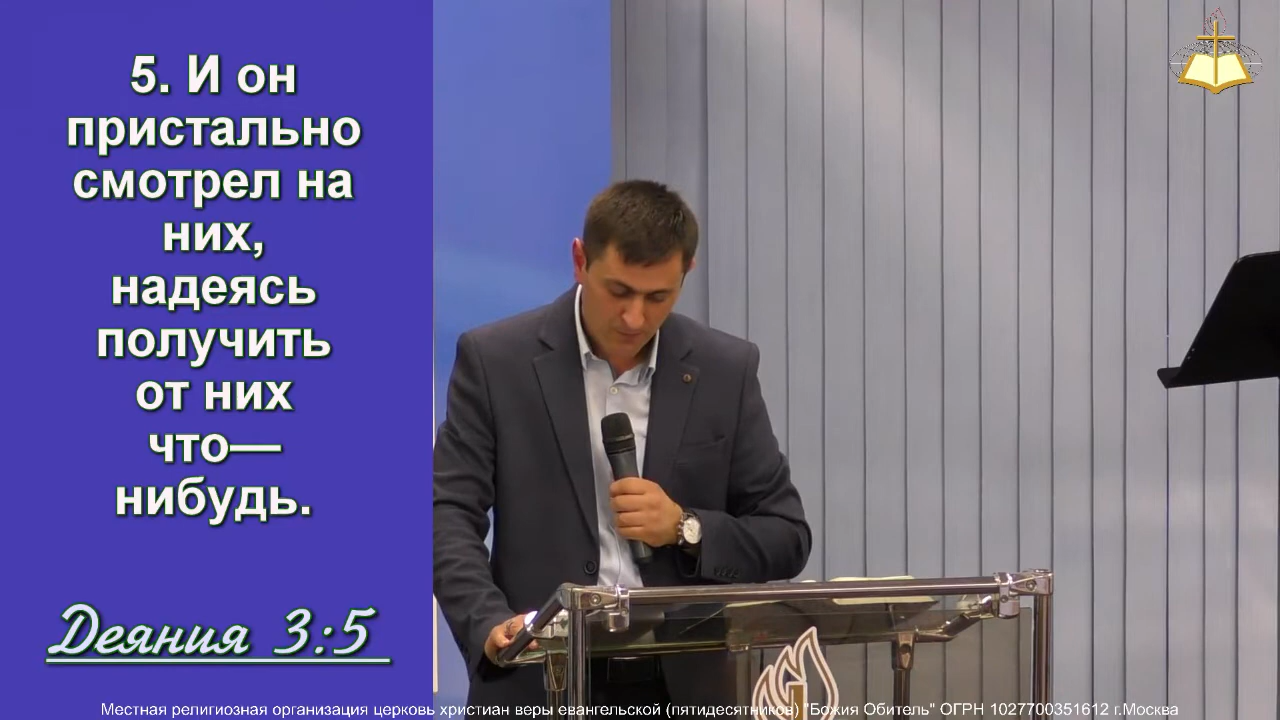 5. И он
пристально
смотрел на
них,
надеясь
получить
от них
что—
нибудь.
Деяния 3:5
Местная религиозная организация церковь христиан веры евангельской (пятидесятников) "Божия Обитель" ОГРН 1027700351612 г.Москва